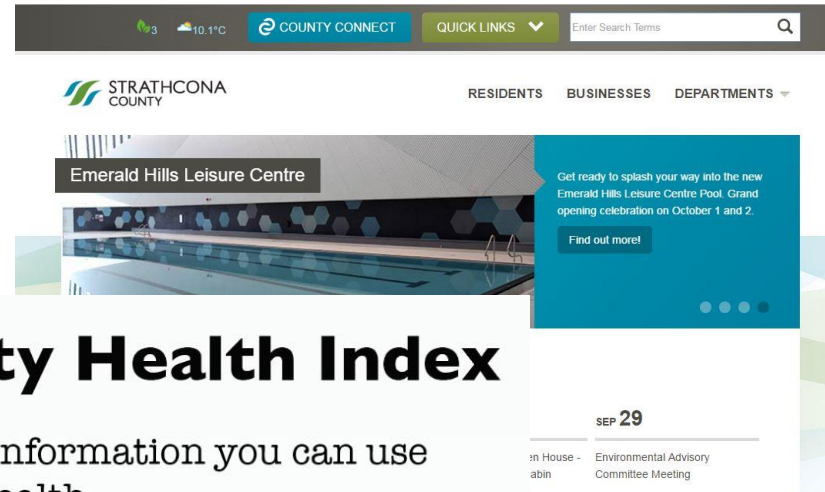 3 10.1°C COUNTY CONNECT QUICK LINKS Enter Search Terms
STRATHCONA
COUNTY
RESIDENTS BUSINESSES DEPARTMENTS
Emerald Hills Leisure Centre
Get ready to splash your way into the new
Emerald Hills Leisure Centre Pool. Grand
opening celebration on October 1 and 2.
Find out more!
ty Health Index
nformation you can use
ealth
SEP 29
en House -
abin
Environmental Advisory
Committee Meeting